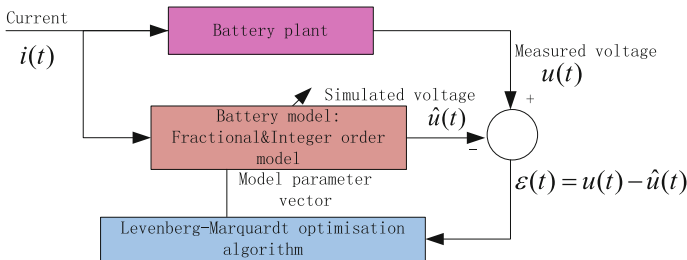 Current
i(t)
Battery plant
Measured voltage
u(t)
+
Simulated voltage
û(t)
−
Battery model:
Fractional&Integer order
model
ε(t) = u(t) − û(t)
Model parameter
vector
Levenberg-Marquardt optimisation
algorithm